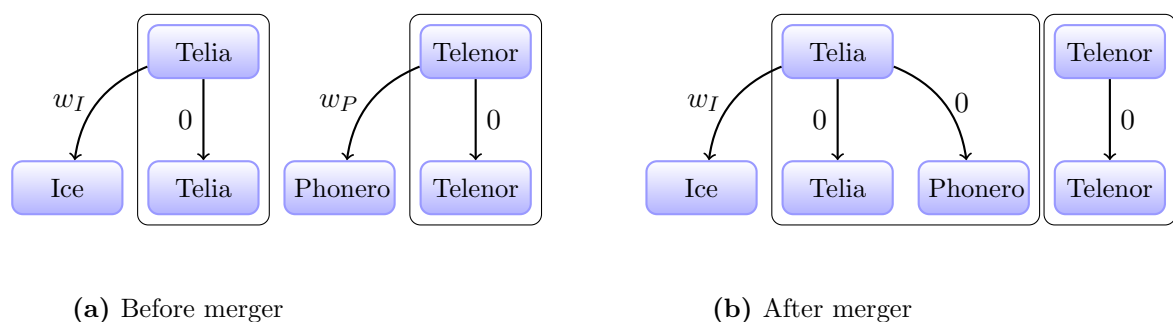 Telia Telenor Telia Telenor
w_I 0 w_P 0 w_I 0 0 0
Ice Telia Phonero Telenor Ice Telia Phonero Telenor
(a) Before merger (b) After merger